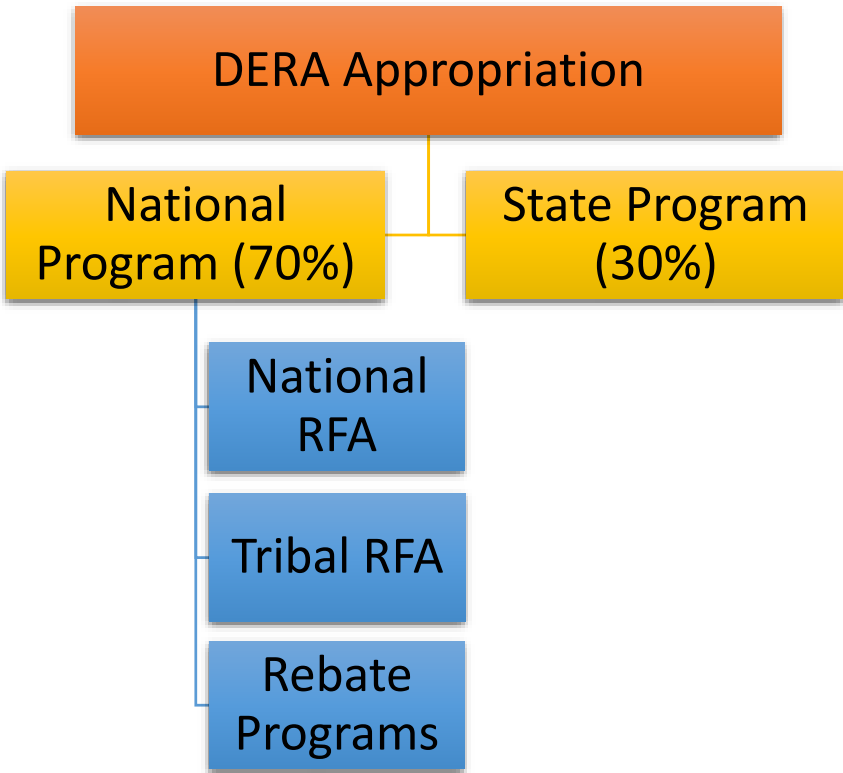 DERA Appropriation
National
Program (70%)
State Program
(30%)
National
RFA
Tribal RFA
Rebate
Programs